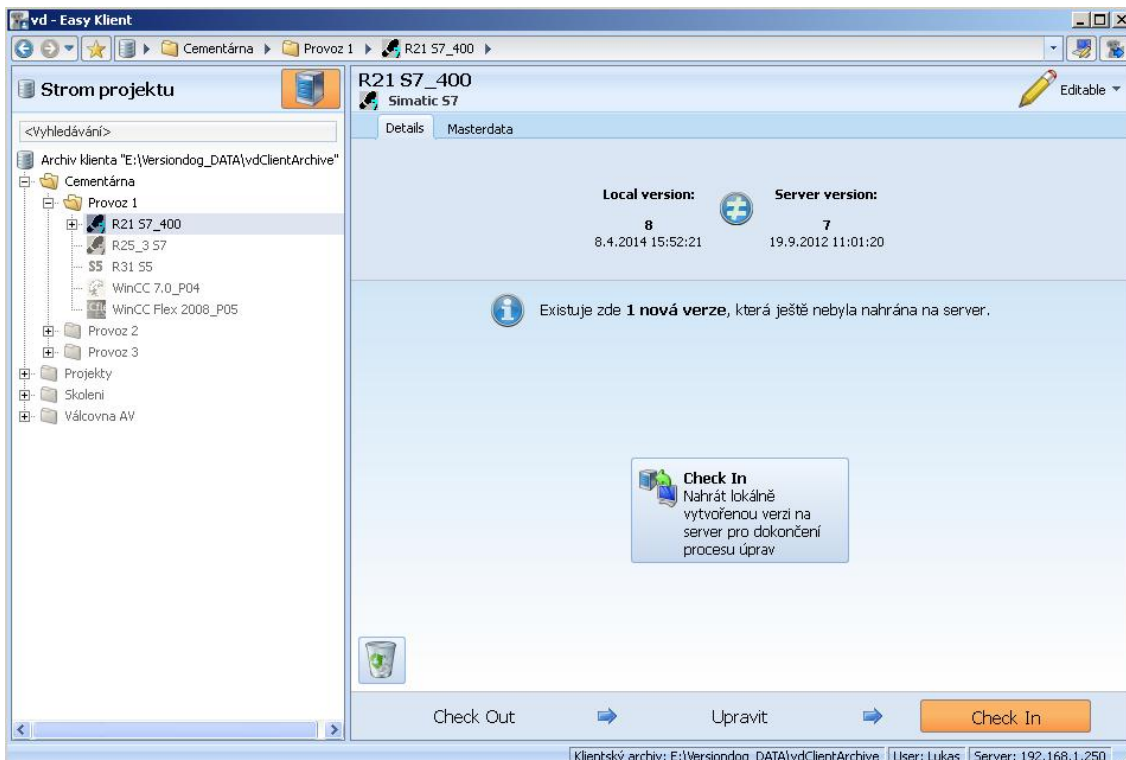 vd - Easy Klient
Cementárna Provoz 1 R21 S7_400
Strom projektu
<Vyhledávání>
Archiv klienta "E:\Versiondog_DATA\vdClientArchive"
Cementárna
Provoz 1
R21 S7_400
R25_3 S7
S5 R31 S5
WinCC 7.0_P04
WinCC Flex 2008_P05
Provoz 2
Provoz 3
Projekty
Skoleni
Válcovna AV
R21 S7_400
Simatic S7
Editable
Details Masterdata
Local version: Server version:
8 7
8.4.2014 15:52:21 19.9.2012 11:01:20
Existuje zde 1 nová verze, která ještě nebyla nahrána na server.
Check In
Nahrát lokálně
vytvořenou verzi na
server pro dokončení
procesu úprav
Check Out Upravit Check In
Klientský archiv: E:\Versiondog_DATA\vdClientArchive User: Lukas Server: 192.168.1.250